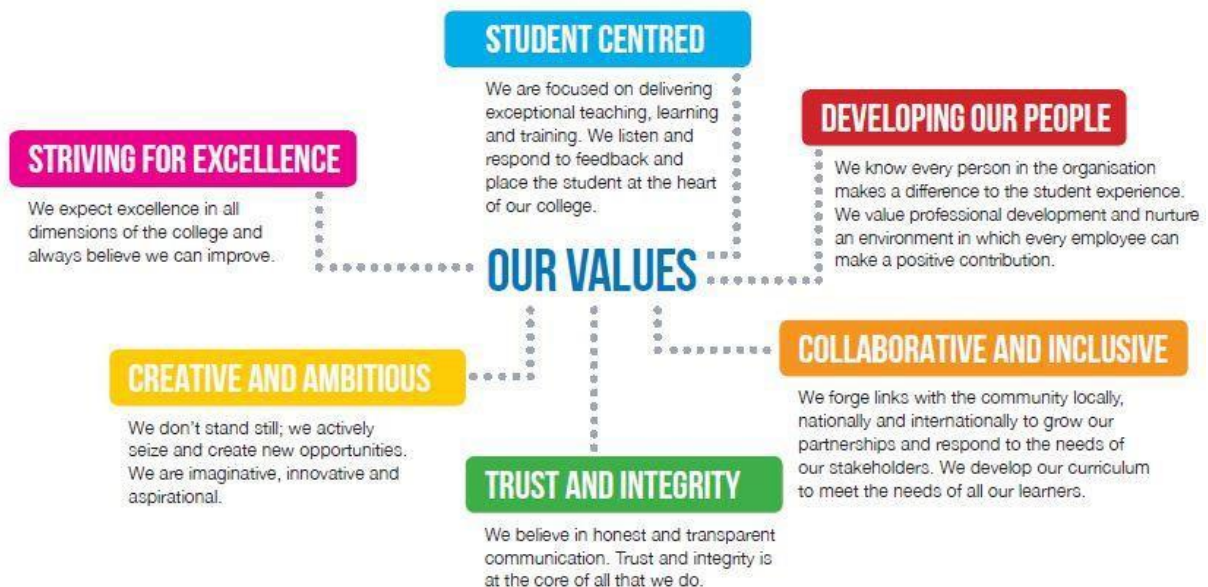 STUDENT CENTRED
We are focused on delivering
exceptional teaching, learning
and training. We listen and
respond to feedback and
place the student at the heart
of our college.
DEVELOPING OUR PEOPLE
We know every person in the organisation
makes a difference to the student experience.
We value professional development and nurture
an environment in which every employee can
make a positive contribution.
STRIVING FOR EXCELLENCE
We expect excellence in all
dimensions of the college and
always believe we can improve.
OUR VALUES
COLLABORATIVE AND INCLUSIVE
We forge links with the community locally,
nationally and internationally to grow our
partnerships and respond to the needs of
our stakeholders. We develop our curriculum
to meet the needs of all our learners.
CREATIVE AND AMBITIOUS
We don't stand still; we actively
seize and create new opportunities.
We are imaginative, innovative and
aspirational.
TRUST AND INTEGRITY
We believe in honest and transparent
communication. Trust and integrity is
at the core of all that we do.